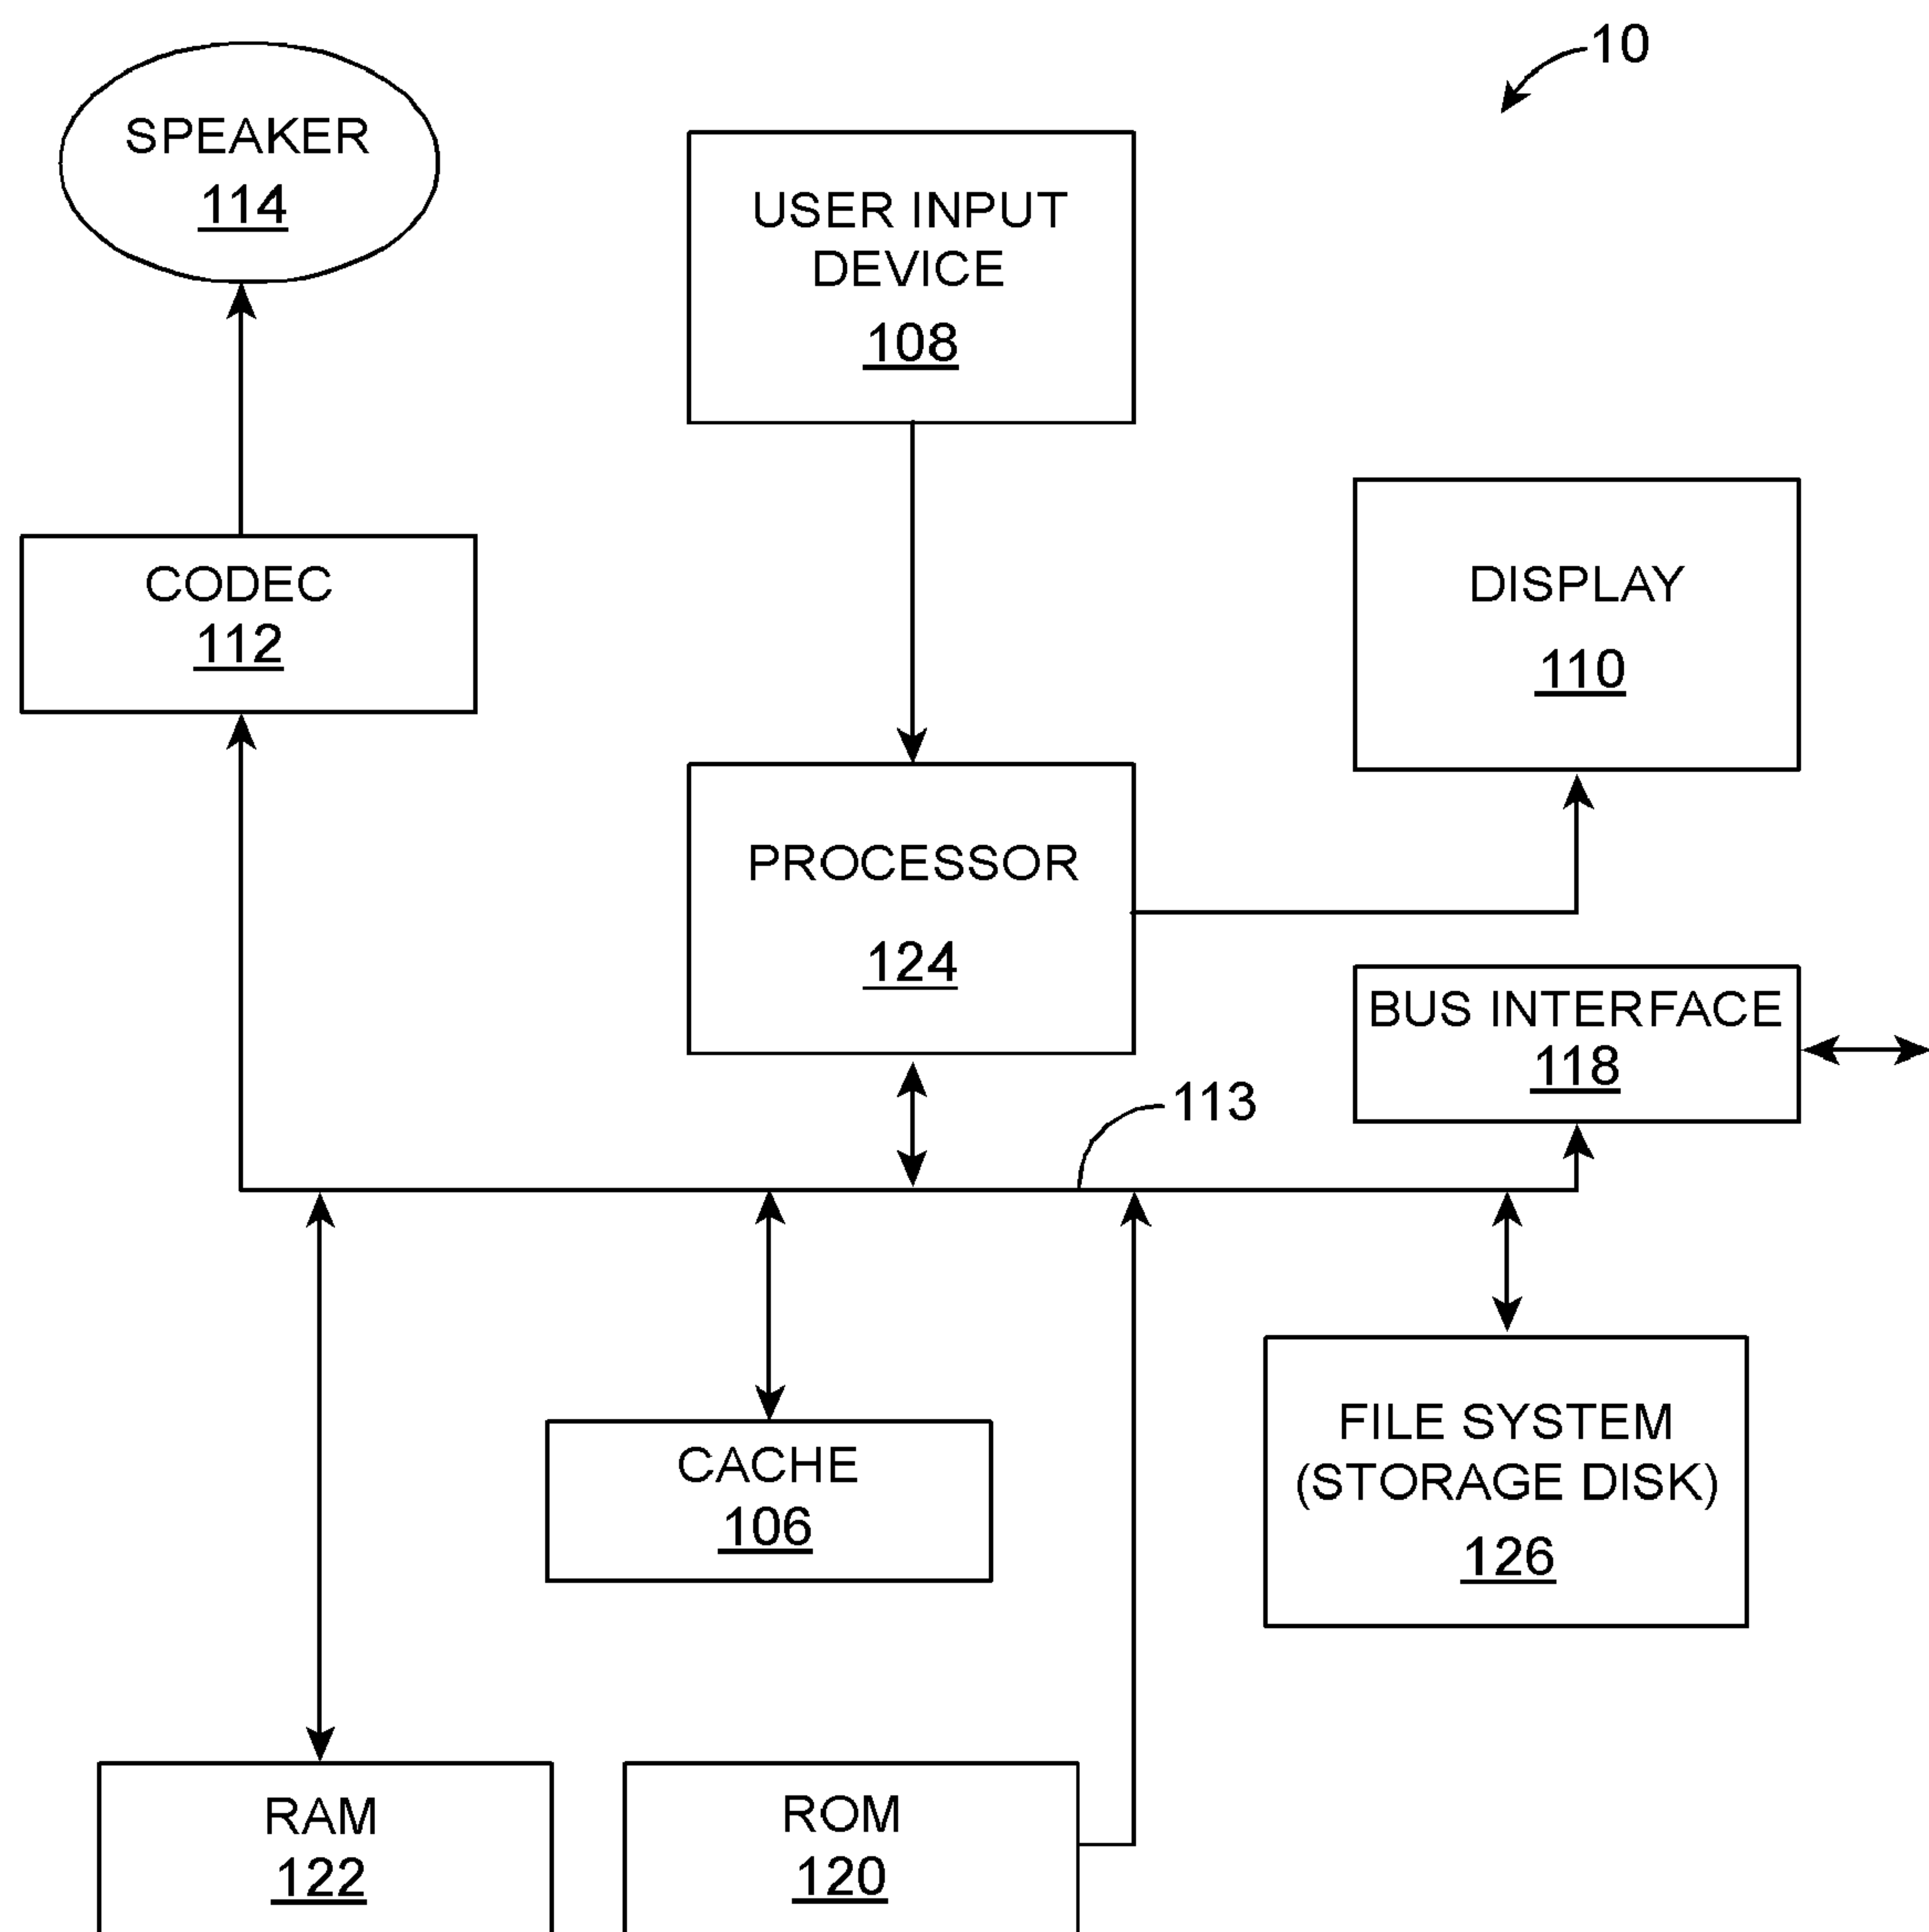 10
SPEAKER
114
USER INPUT
DEVICE
108
CODEC
112
DISPLAY
110
PROCESSOR
124
BUS INTERFACE
118
113
FILE SYSTEM
(STORAGE DISK)
126
CACHE
106
RAM
122
ROM
120